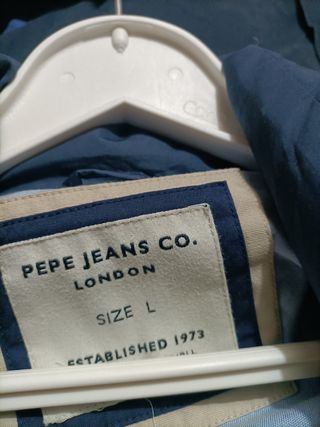 PEPE JEANS CO.
LONDON
SIZE L
ESTABLISHED 1973